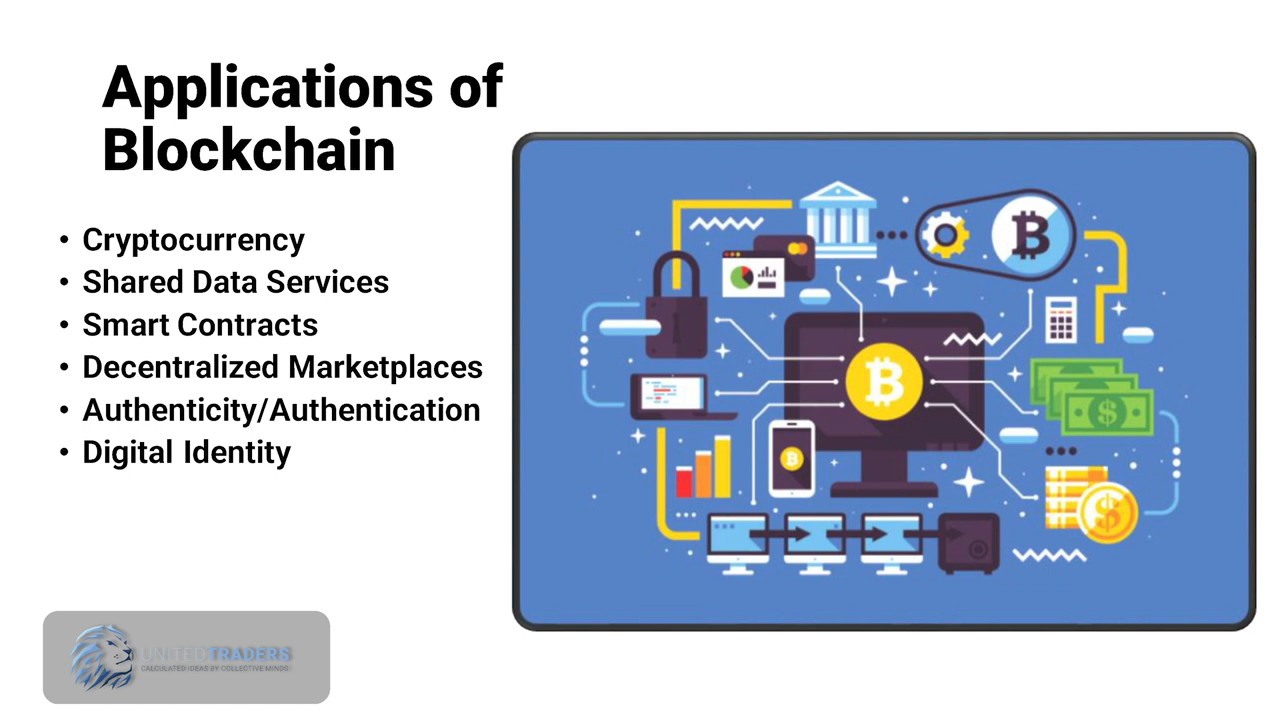 Applications of
Blockchain
• Cryptocurrency
• Shared Data Services
• Smart Contracts
• Decentralized Marketplaces
• Authenticity/Authentication
• Digital Identity
UNITEDTRADERS
CALCULATED IDEAS BY COLLECTIVE MINDS